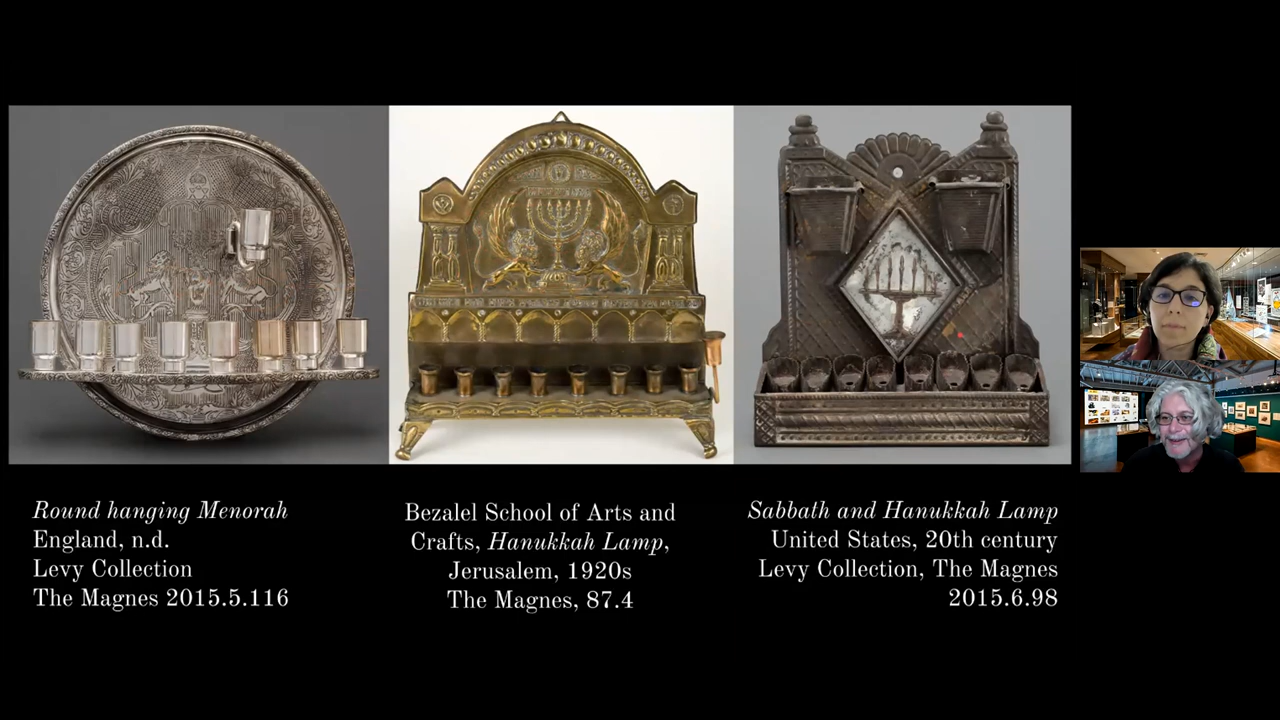 Round hanging Menorah
England, n.d.
Levy Collection
The Magnes 2015.5.116
Bezalel School of Arts and
Crafts, Hanukkah Lamp,
Jerusalem, 1920s
The Magnes, 87.4
Sabbath and Hanukkah Lamp
United States, 20th century
Levy Collection, The Magnes
2015.6.98